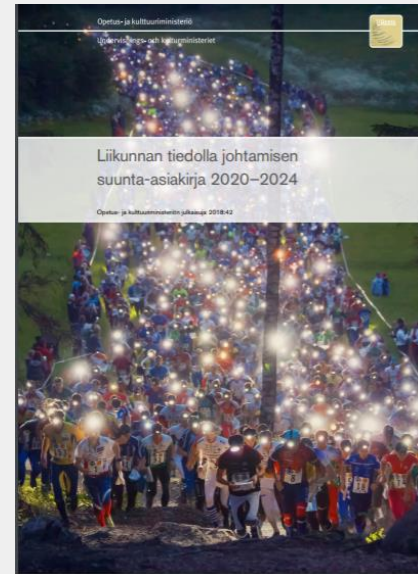 Opetus- ja kulttuuriministeriö
Undervisnings- och kulturministeriet
Liikunnan tiedolla johtamisen
suunta-asiakirja 2020–2024
Opetus- ja kulttuuriministeriön julkaisuja 2018:42